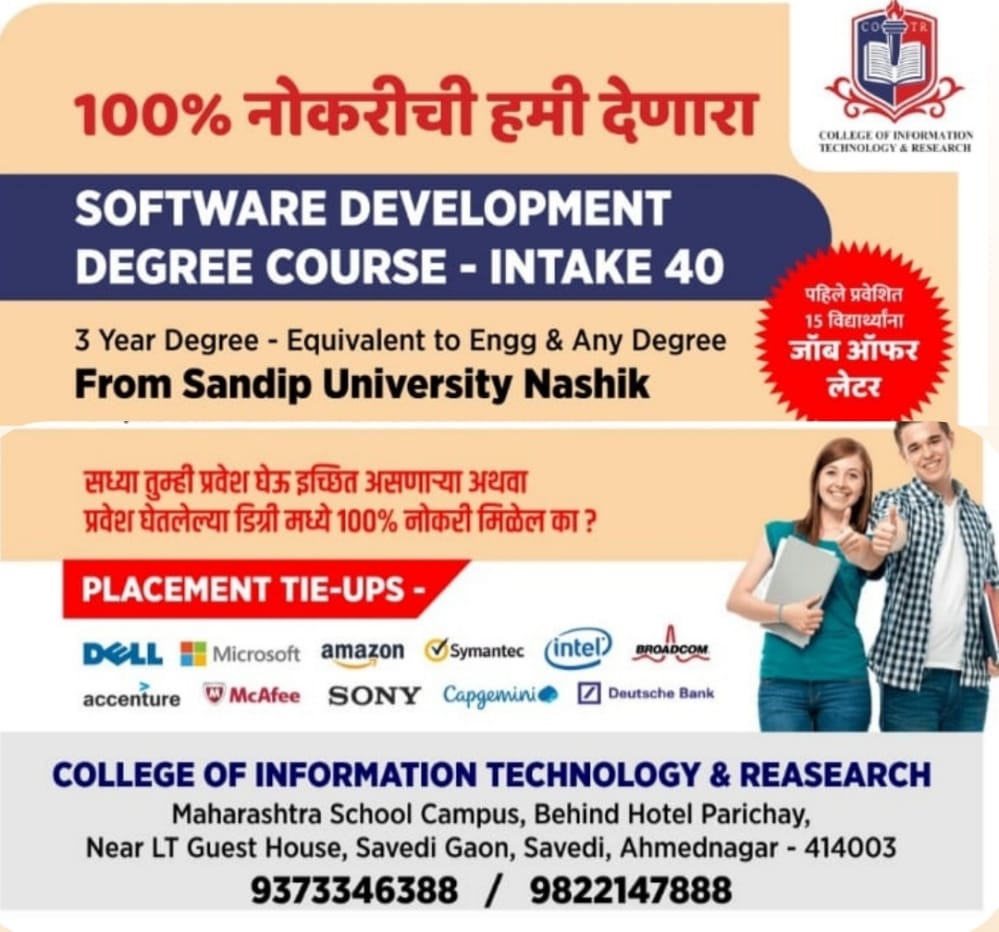 CO TR
COLLEGE OF INFORMATION
TECHNOLOGY & RESEARCH
100% नोकरीची हमी देणारा
SOFTWARE DEVELOPMENT
DEGREE COURSE - INTAKE 40
3 Year Degree - Equivalent to Engg & Any Degree
From Sandip University Nashik
पहिले प्रवेशित
15 विद्यार्थ्यांना
जॉब ऑफर
लेटर
सध्या तुम्ही प्रवेश घेऊ इच्छित असणाऱ्या अथवा
प्रवेश घेतलेल्या डिग्री मध्ये 100% नोकरी मिळेल का ?
PLACEMENT TIE-UPS -
DELL Microsoft amazon Symantec intel BROADCOM
accenture McAfee SONY Capgemini Deutsche Bank
COLLEGE OF INFORMATION TECHNOLOGY & REASEARCH
Maharashtra School Campus, Behind Hotel Parichay,
Near LT Guest House, Savedi Gaon, Savedi, Ahmednagar - 414003
9373346388 / 9822147888